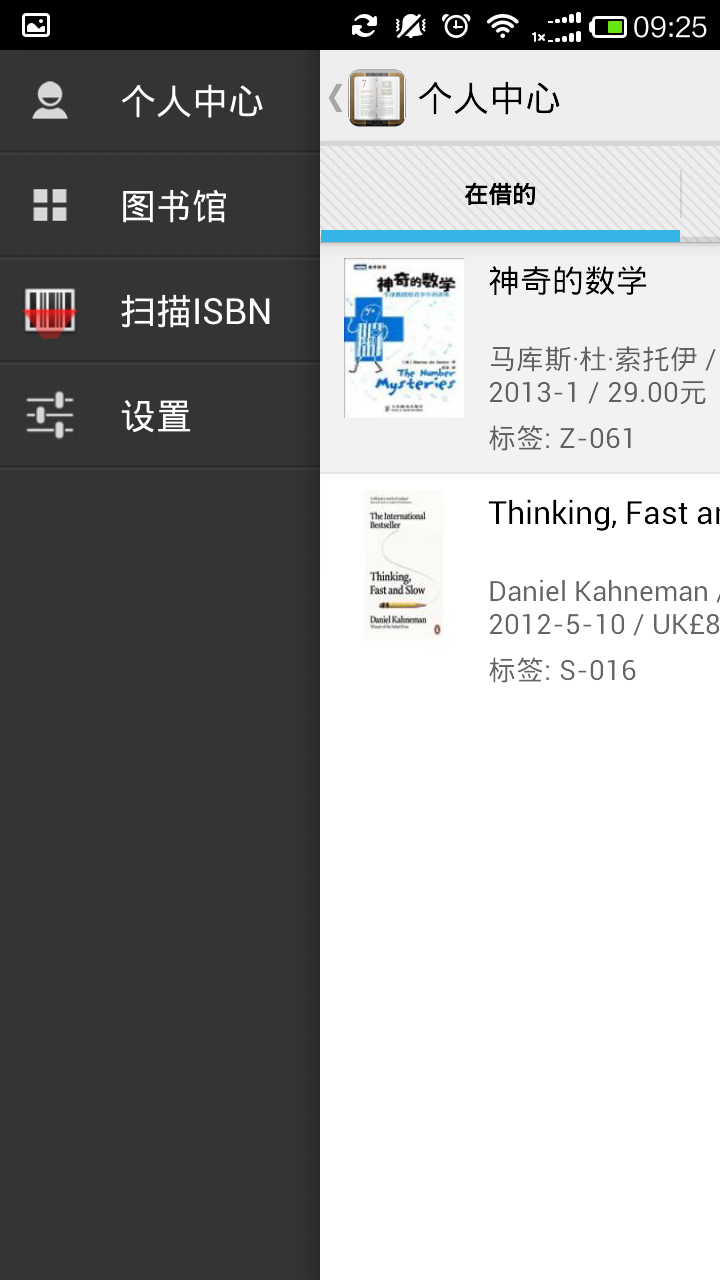 09:25
个人中心
图书馆
扫描ISBN
设置
个人中心
在借的
神奇的数学
The Number
Mysteries
神奇的数学
马库斯·杜·索托伊 /
2013-1 / 29.00元
标签: Z-061
The International
Bestseller
Thinking,
Fast and Slow
Daniel Kahneman
Thinking, Fast a
Daniel Kahneman /
2012-5-10 / UK£8
标签: S-016